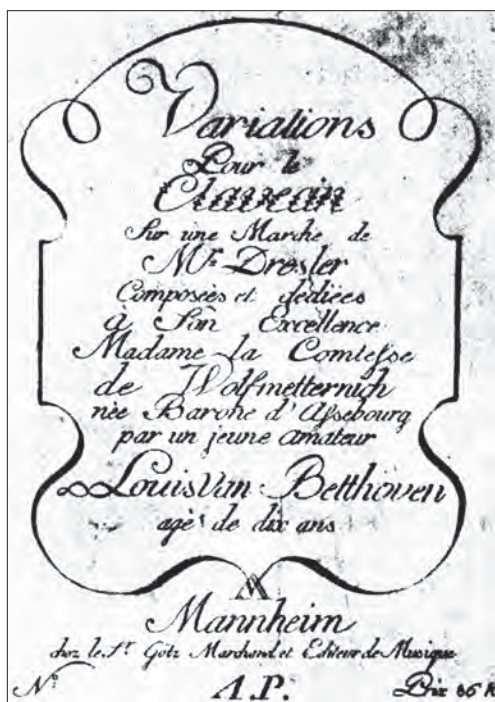 Variations
Pour le
Clavecin
Sur une Marche de
Mr. Dresler
Composées et dediées
à Son Excellence
Madame la Comtesse
de Wolfmetternich
née Barone d'Assebourg
par un jeune amateur
Louis van Betthoven
agé de dix ans
Mannheim
chez le Sr. Götz Marchand et Editeur de Musique
No. A.P. Prix